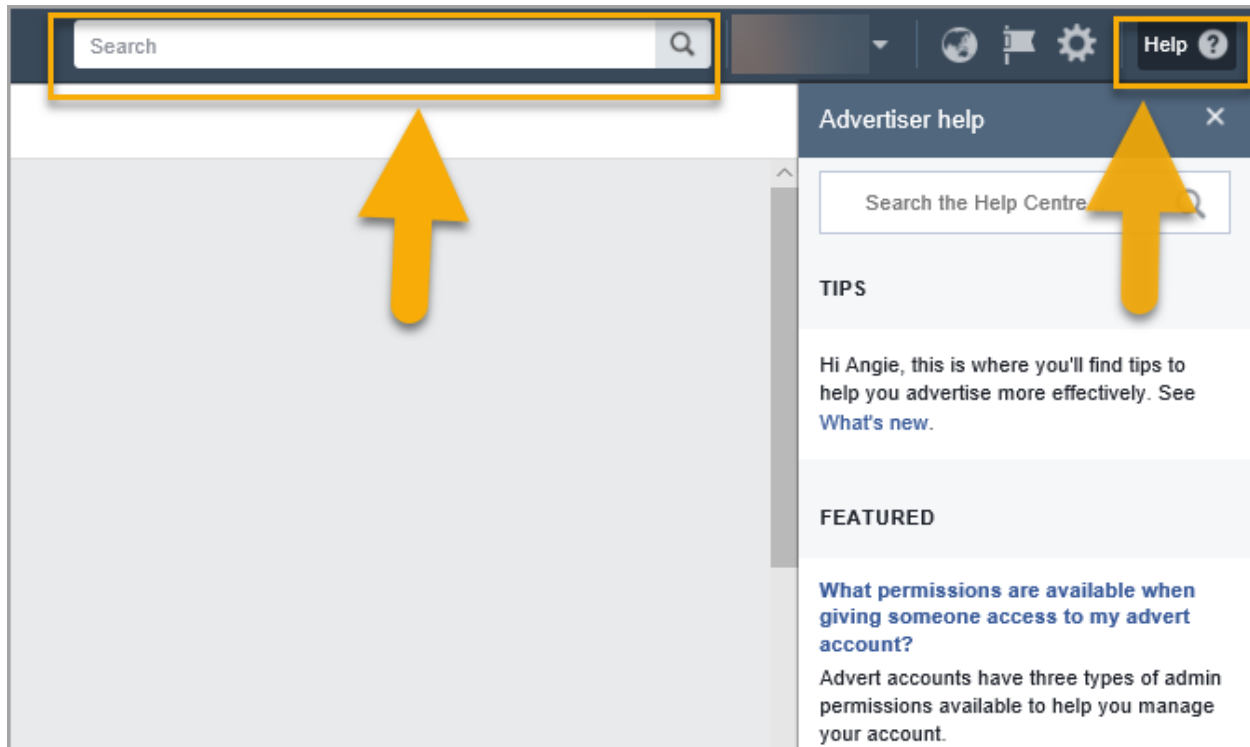 Search
Help
Advertiser help
Search the Help Centre
TIPS
Hi Angie, this is where you'll find tips to
help you advertise more effectively. See
What's new.
FEATURED
What permissions are available when
giving someone access to my advert
account?
Advert accounts have three types of admin
permissions available to help you manage
your account.